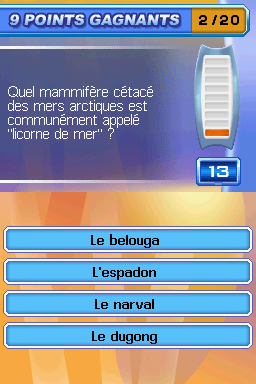 9 POINTS GAGNANTS
2/20
Quel mammifère cétacé
des mers arctiques est
communément appelé
"licorne de mer" ?
13
Le belouga
L'espadon
Le narval
Le dugong